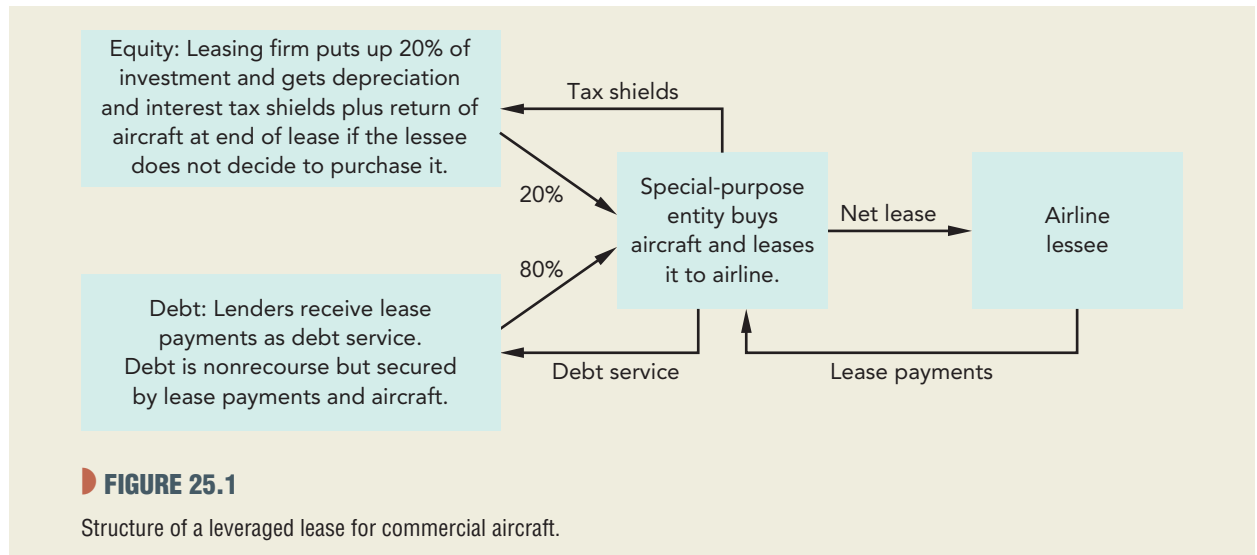 Equity: Leasing firm puts up 20% of
investment and gets depreciation
and interest tax shields plus return of
aircraft at end of lease if the lessee
does not decide to purchase it.
Tax shields
20%
Special-purpose
entity buys
aircraft and leases
it to airline.
Net lease
Airline
lessee
80%
Debt: Lenders receive lease
payments as debt service.
Debt is nonrecourse but secured
by lease payments and aircraft.
Debt service
Lease payments
FIGURE 25.1
Structure of a leveraged lease for commercial aircraft.